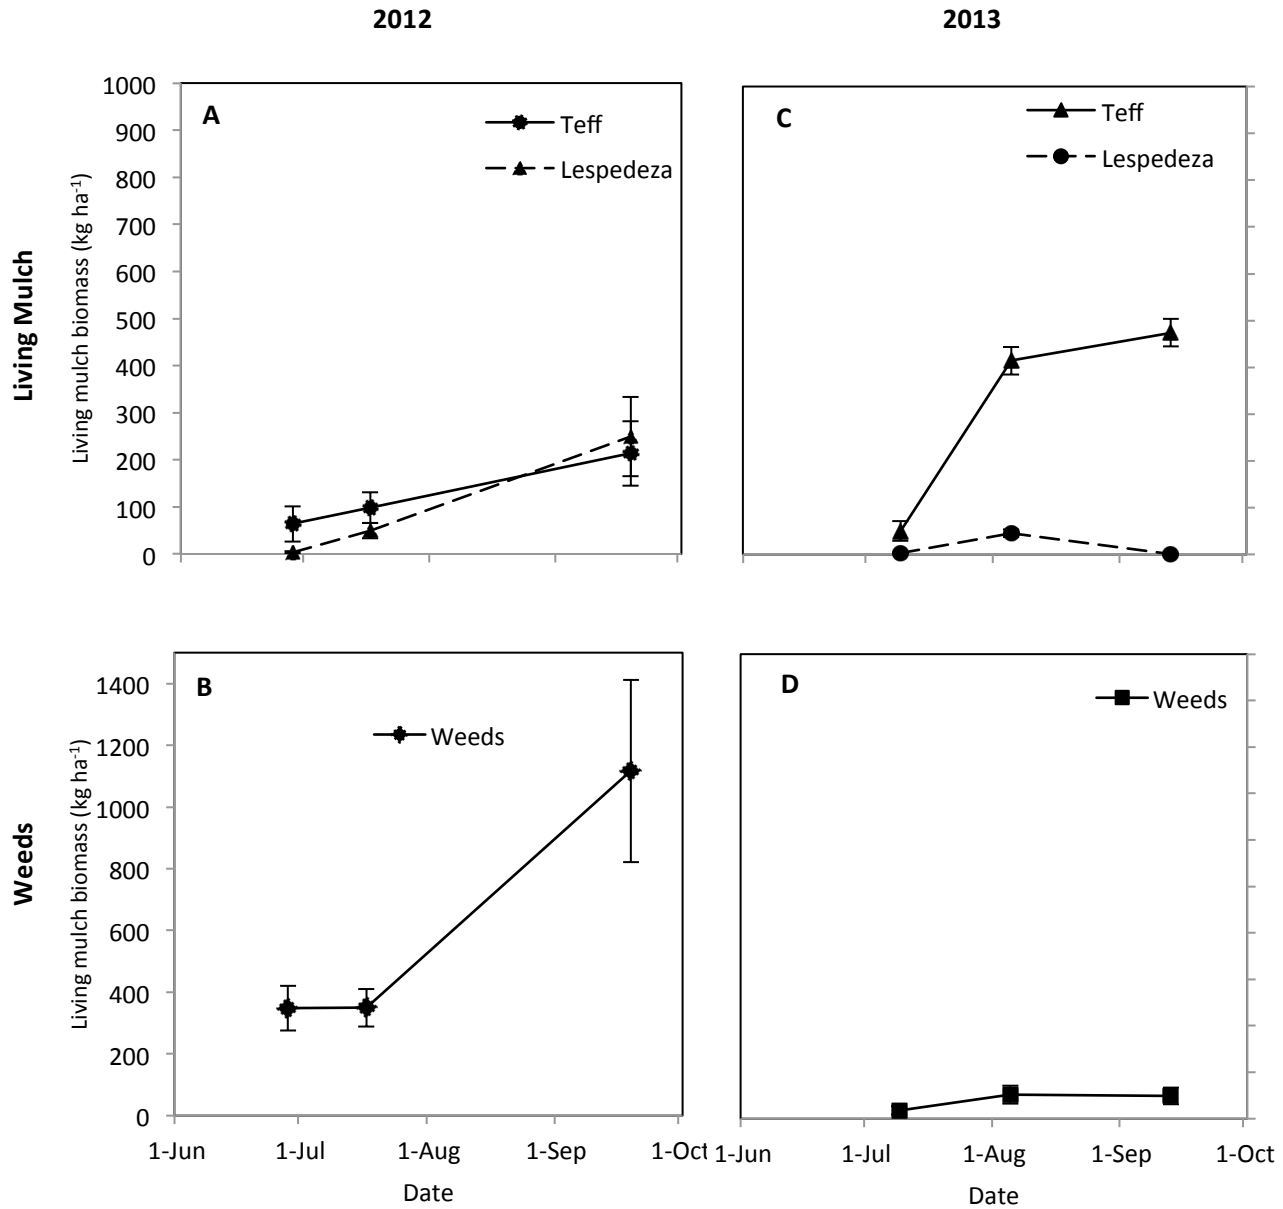 2012
2013
Living Mulch
Living mulch biomass (kg ha-1)
1000
900
800
700
600
500
400
300
200
100
0
A
Teff
Lespedeza
C
Teff
Lespedeza
Weeds
Living mulch biomass (kg ha-1)
1400
1200
1000
800
600
400
200
0
B
Weeds
D
Weeds
1-Jun 1-Jul 1-Aug 1-Sep 1-Oct
Date
1-Jun 1-Jul 1-Aug 1-Sep 1-Oct
Date